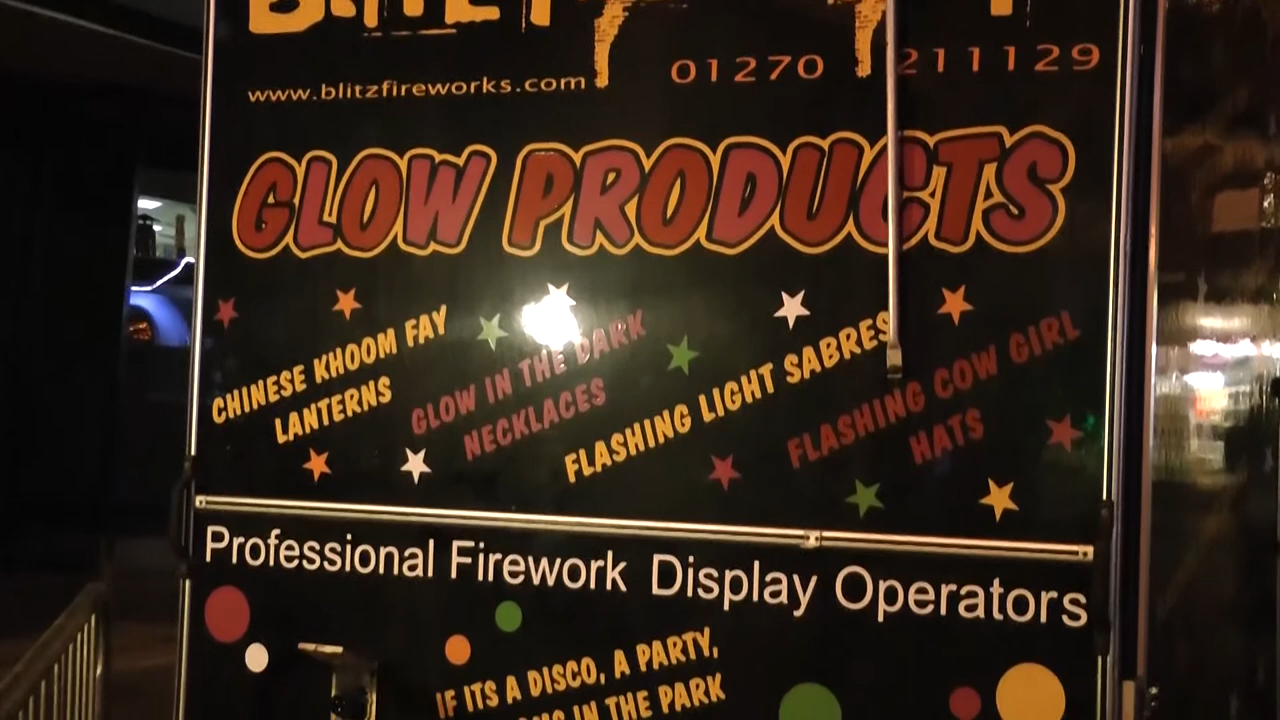 www.blitzfireworks.com 01270 211129
GLOW PRODUCTS
CHINESE KHOOM FAY
LANTERNS
GLOW IN THE DARK
NECKLACES
FLASHING LIGHT SABRES
FLASHING COW GIRL
HATS
Professional Firework Display Operators
IF ITS A DISCO, A PARTY,
IN THE PARK